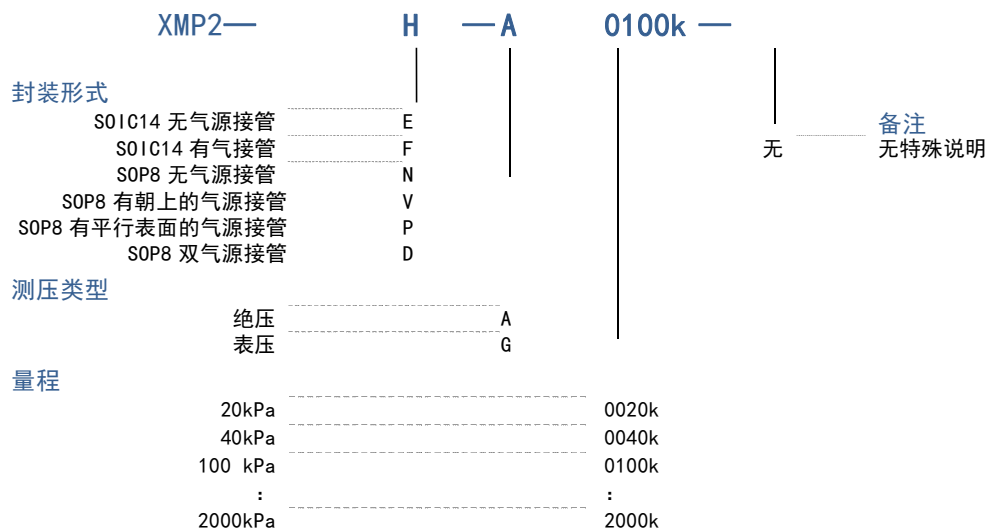 XMP2— H —A 0100k —
封装形式
SOIC14 无气源接管 E
备注
SOIC14 有气接管 F
无 无特殊说明
SOP8 无气源接管 N
SOP8 有朝上的气源接管 V
SOP8 有平行表面的气源接管 P
SOP8 双气源接管 D
测压类型
绝压 A
表压 G
量程
20kPa 0020k
40kPa 0040k
100 kPa 0100k
: :
2000kPa 2000k